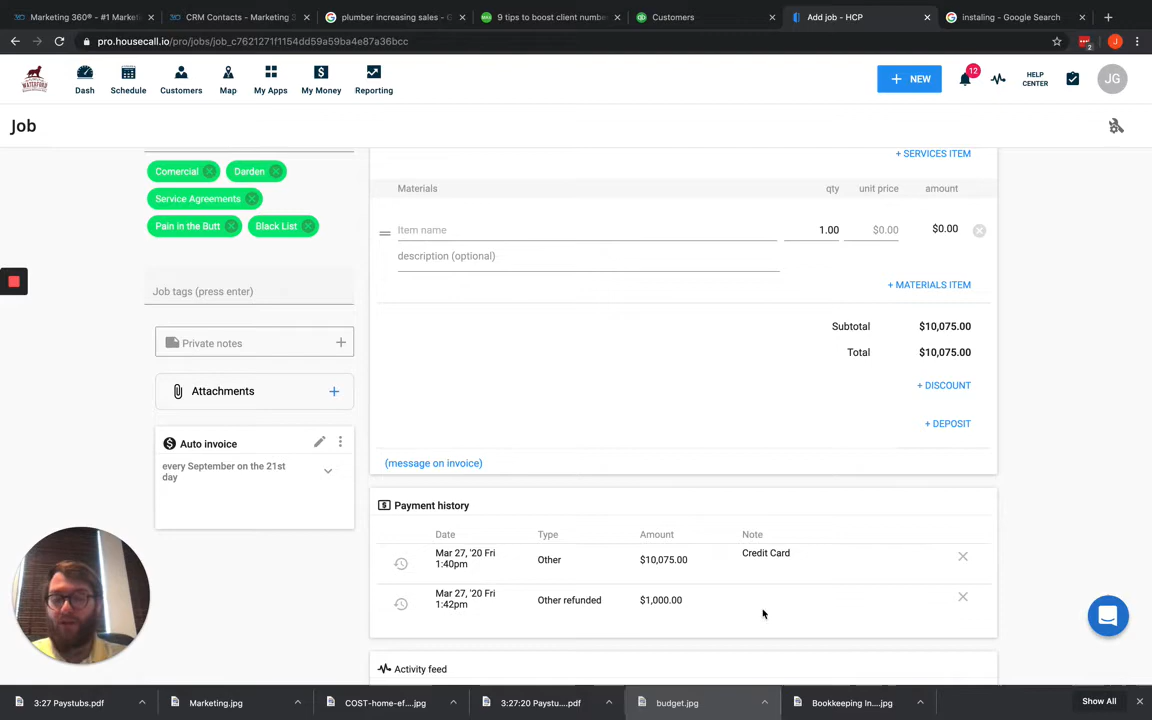 Marketing 360® - #1 Market
CRM Contacts - Marketing 3
plumber increasing sales - G
9 tips to boost client number
Customers
Add job - HCP
instaling - Google Search
pro.housecall.io/pro/jobs/job_c7621271f1154dd59a59ba4e87a36bcc
2
J
WATERFORD
Dash
Schedule
Customers
Map
My Apps
My Money
Reporting
+ NEW
12
HELP
CENTER
JG
Job
Comercial
Darden
Service Agreements
Pain in the Butt
Black List
Job tags (press enter)
Private notes
Attachments
Auto invoice
every September on the 21st
day
+ SERVICES ITEM
Materials qty unit price amount
Item name 1.00 $0.00 $0.00
description (optional)
+ MATERIALS ITEM
Subtotal $10,075.00
Total $10,075.00
+ DISCOUNT
+ DEPOSIT
(message on invoice)
Payment history
Date Type Amount Note
Mar 27, '20 Fri
1:40pm
Other $10,075.00 Credit Card
Mar 27, '20 Fri
1:42pm
Other refunded $1,000.00
Activity feed
3:27 Paystubs.pdf
Marketing.jpg
COST-home-ef....jpg
3:27:20 Paystu....pdf
budget.jpg
Bookkeeping In....jpg
Show All